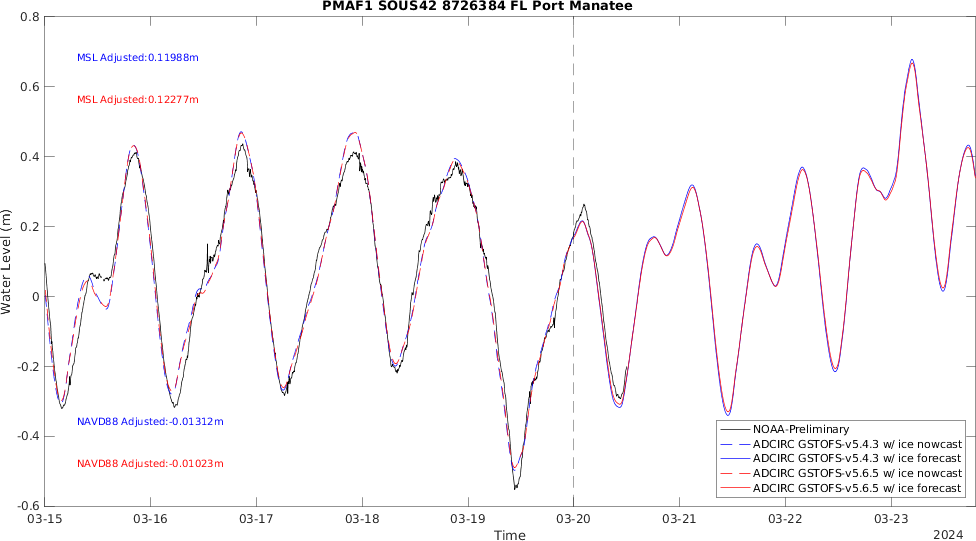 PMAF1 SOUS42 8726384 FL Port Manatee
0.8
0.6
0.4
0.2
0
-0.2
-0.4
-0.6
Water Level (m)
MSL Adjusted:0.11988m
MSL Adjusted:0.12277m
NAVD88 Adjusted:-0.01312m
NAVD88 Adjusted:-0.01023m
NOAA-Preliminary
ADCIRC GSTOFS-v5.4.3 w/ ice nowcast
ADCIRC GSTOFS-v5.4.3 w/ ice forecast
ADCIRC GSTOFS-v5.6.5 w/ ice nowcast
ADCIRC GSTOFS-v5.6.5 w/ ice forecast
03-15 03-16 03-17 03-18 03-19 03-20 03-21 03-22 03-23
Time
2024